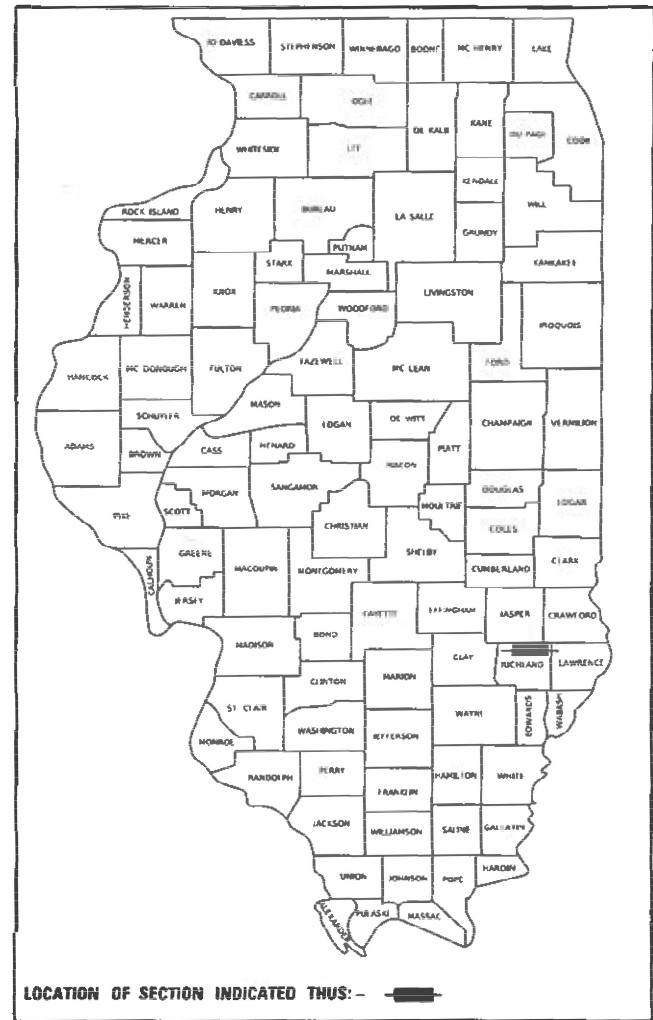 JO DAVIESS STEPHENSON WINNEBAGO BOONE MC HENRY LAKE
CARROLL OGLE
DE KALB KANE DU PAGE COOK
WHITESIDE LEE
KENDALL
ROCK ISLAND HENRY BUREAU LA SALLE WILL
MERCER PUTNAM GRUNDY
STARK MARSHALL KANKAKEE
HENDERSON WARREN KNOX PEORIA WOODFORD LIVINGSTON IROQUOIS
HANCOCK MC DONOUGH FULTON TAZEWELL MC LEAN FORD
MASON
SCHUYLER LOGAN DE WITT CHAMPAIGN VERMILION
ADAMS BROWN CASS MENARD PIATT
MACON
PIKE SCOTT MORGAN SANGAMON DOUGLAS EDGAR
CHRISTIAN MOULTRIE
COLES
CALHOUN GREENE MACOUPIN MONTGOMERY SHELBY CUMBERLAND CLARK
JERSEY
FAYETTE EFFINGHAM JASPER CRAWFORD
MADISON BOND
CLAY RICHLAND LAWRENCE
CLINTON MARION
ST. CLAIR WAYNE EDWARDS WABASH
WASHINGTON JEFFERSON
MONROE
RANDOLPH PERRY HAMILTON WHITE
FRANKLIN
JACKSON WILLIAMSON SALINE GALLATIN
UNION JOHNSON POPE HARDIN
ALEXANDER PULASKI MASSAC
LOCATION OF SECTION INDICATED THUS: -